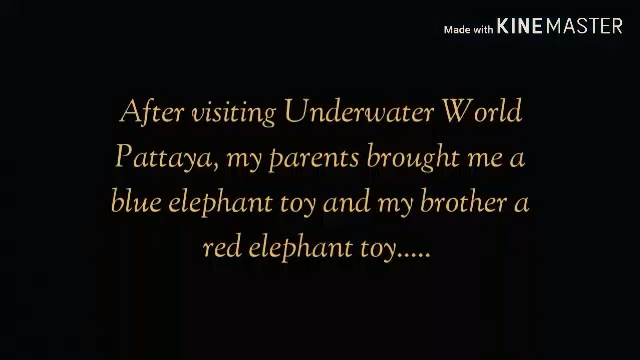 Made with KINEMASTER
After visiting Underwater World
Pattaya, my parents brought me a
blue elephant toy and my brother a
red elephant toy.....